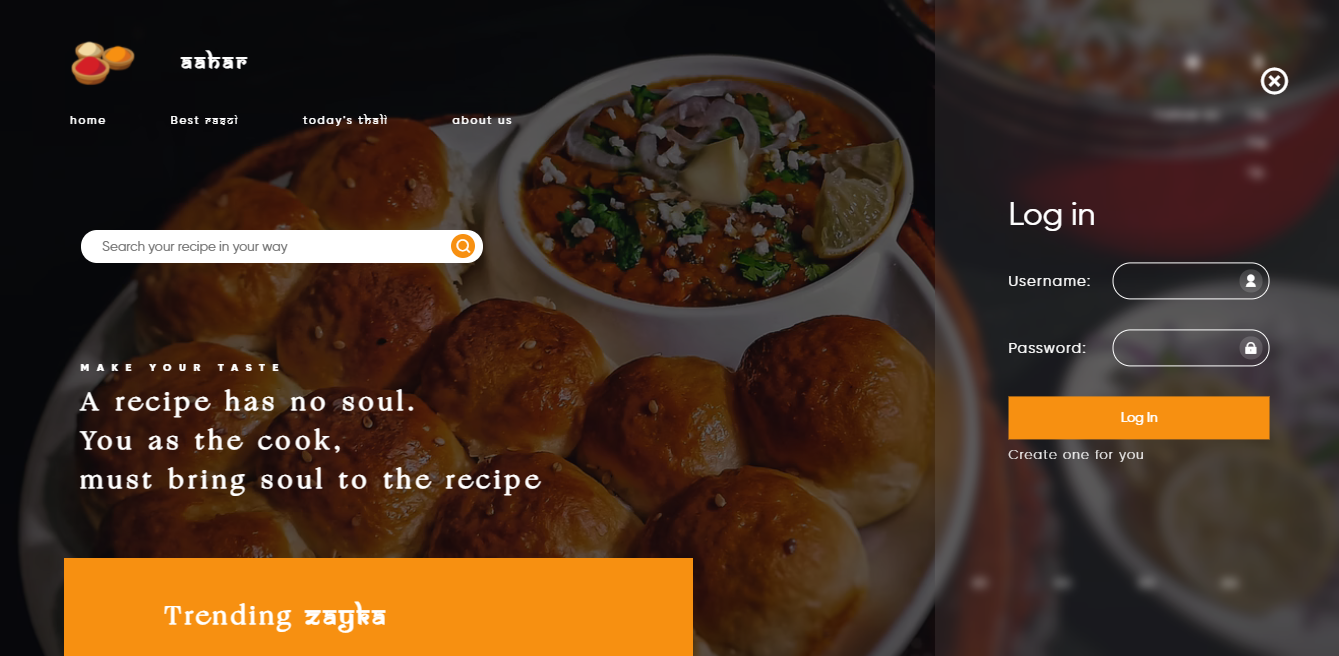 aahar
home Best rasoi today's thali about us
Search your recipe in your way
MAKE YOUR TASTE
A recipe has no soul.
You as the cook,
must bring soul to the recipe
Trending zayka
Log in
Username:
Password:
Log In
Create one for you